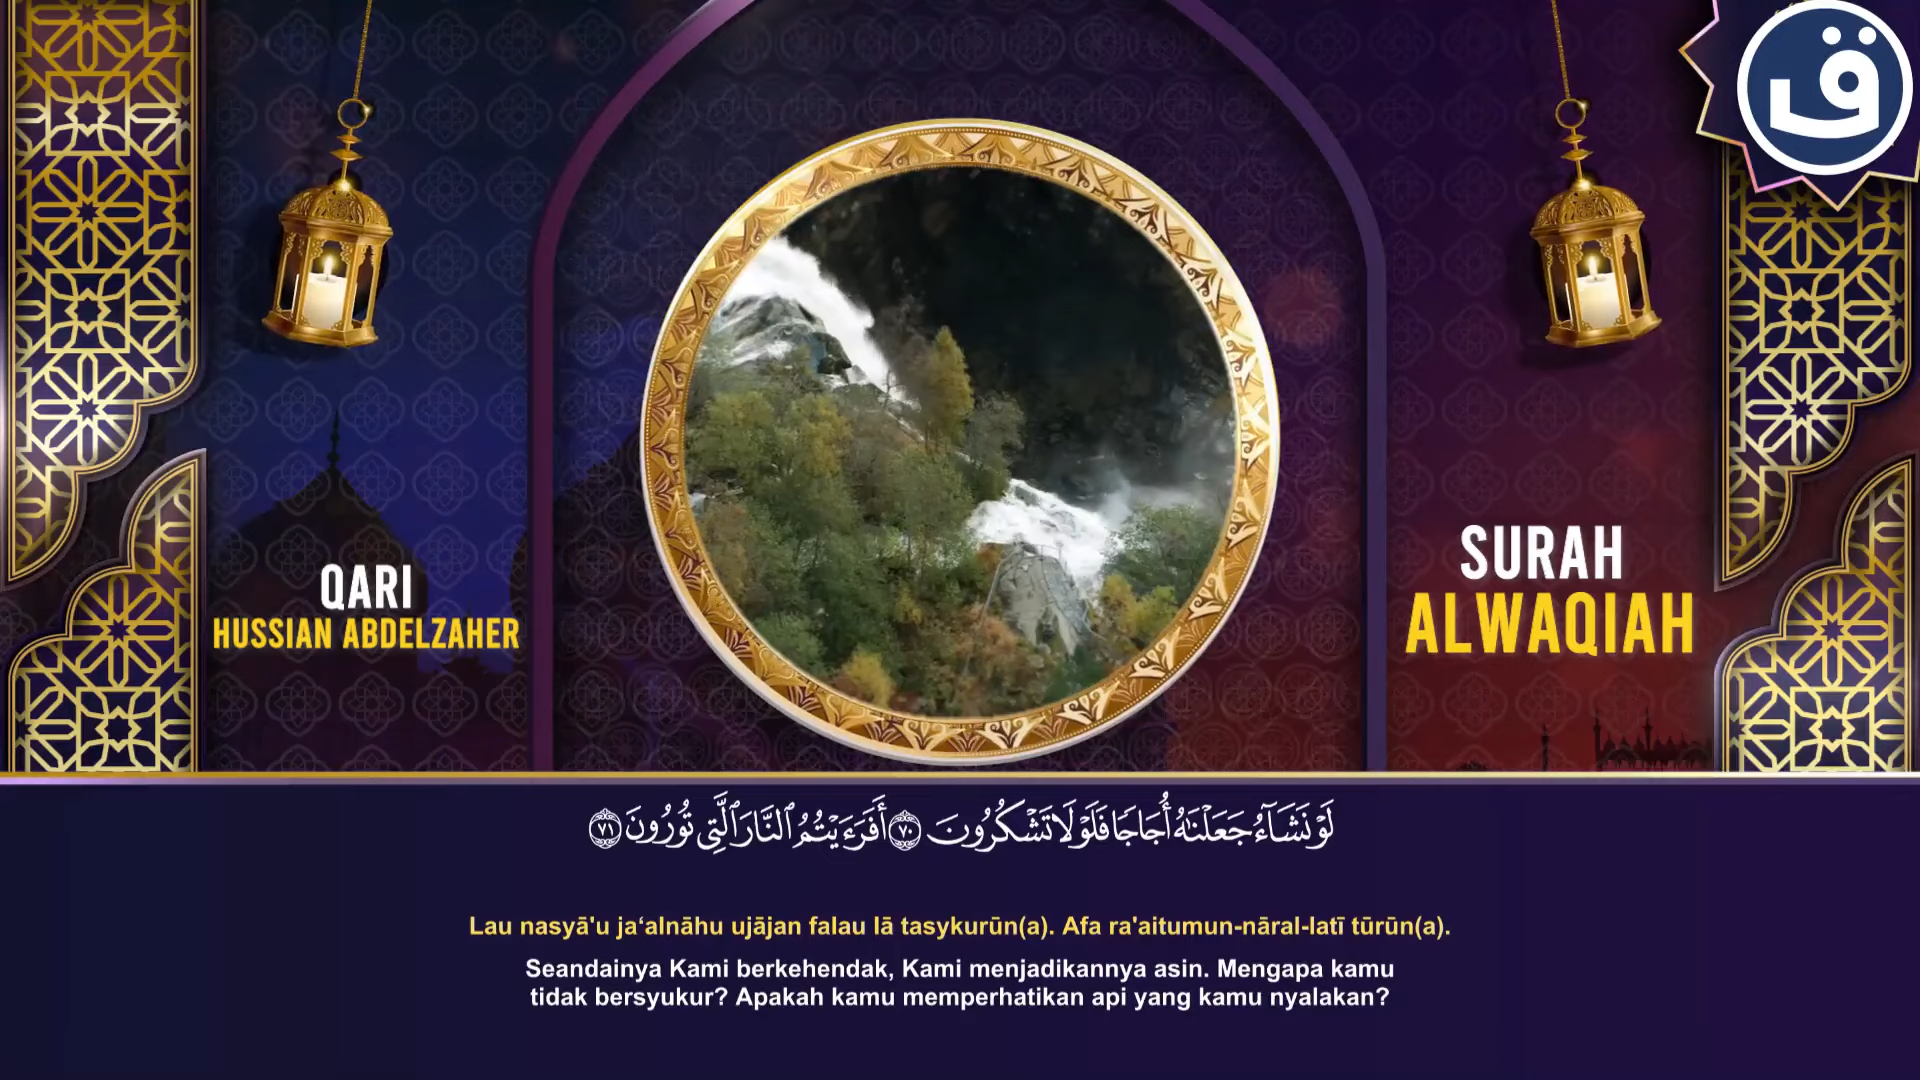 ق
QARI
HUSSIAN ABDELZAHER
SURAH
ALWAQIAH
لَوْ نَشَآءُ جَعَلْنَٰهُ أُجَاجًا فَلَوْلَا تَشْكُرُونَ ٧٠ أَفَرَءَيْتُمُ ٱلنَّارَ ٱلَّتِى تُورُونَ ٧١
Lau nasyā'u ja‘alnāhu ujājan falau lā tasykurūn(a). Afa ra'aitumun-nāral-latī tūrūn(a).
Seandainya Kami berkehendak, Kami menjadikannya asin. Mengapa kamu
tidak bersyukur? Apakah kamu memperhatikan api yang kamu nyalakan?